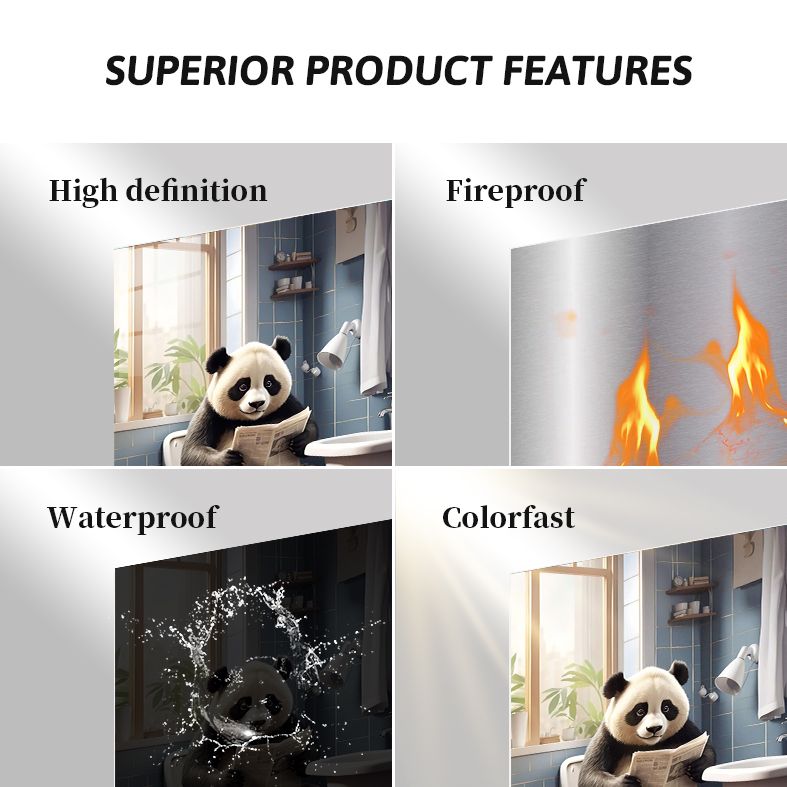 SUPERIOR PRODUCT FEATURES
High definition
Fireproof
Waterproof
Colorfast